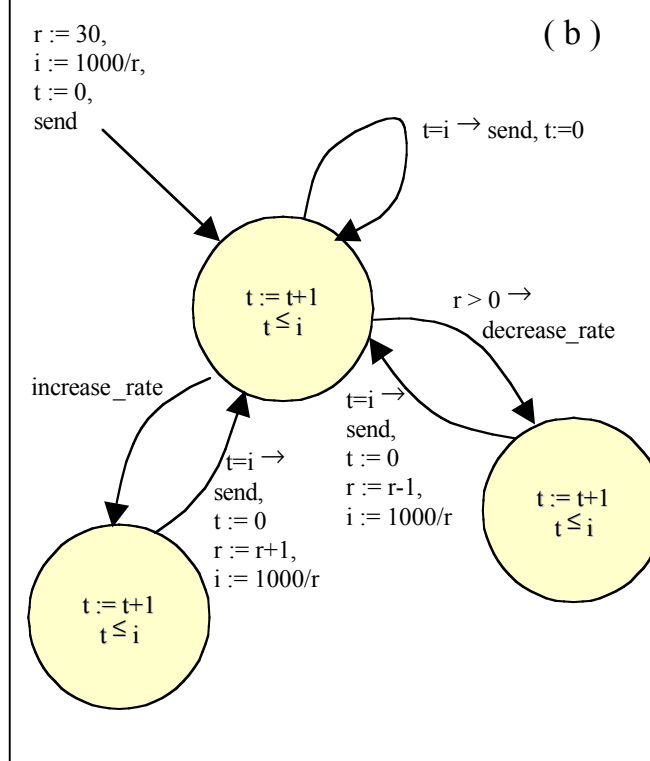 ( b )
r := 30,
i := 1000/r,
t := 0,
send
t=i → send, t:=0
t := t+1
t ≤ i
r > 0 →
decrease_rate
increase_rate
t=i →
send,
t := 0
r := r-1,
i := 1000/r
t=i →
send,
t := 0
r := r+1,
i := 1000/r
t := t+1
t ≤ i
t := t+1
t ≤ i